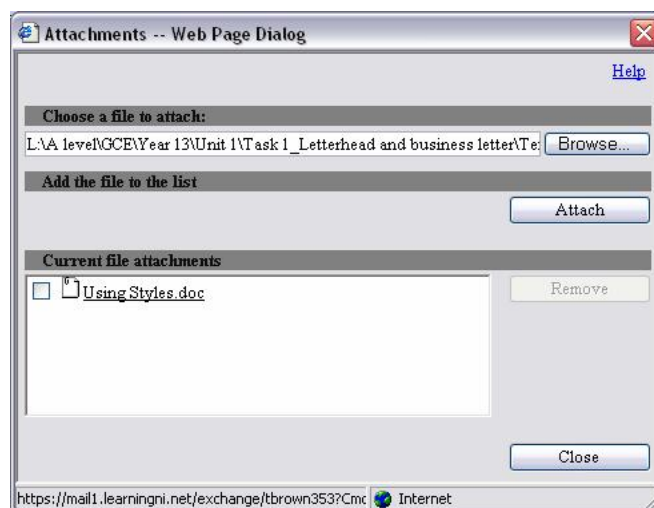 Attachments -- Web Page Dialog
Help
Choose a file to attach:
L:\A level\GCE\Year 13\Unit 1\Task 1_Letterhead and business letter\Te
Browse...
Add the file to the list
Attach
Current file attachments
Using Styles.doc
Remove
Close
https://mail1.learningni.net/exchange/tbrown353?Cmd Internet